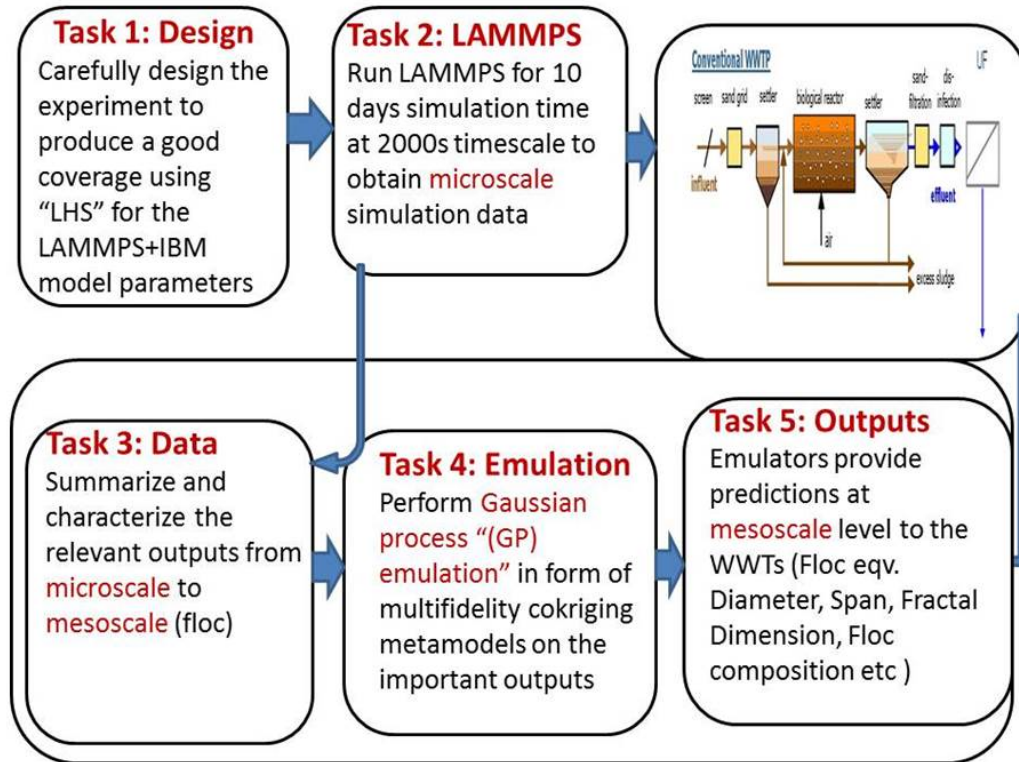 Task 1: Design
Carefully design the
experiment to
produce a good
coverage using
“LHS” for the
LAMMPS+IBM
model parameters
Task 2: LAMMPS
Run LAMMPS for 10
days simulation time
at 2000s timescale to
obtain microscale
simulation data
Conventional WWTP
UF
screen
sand grid
settler
biological reactor
settler
sand-
filtration
dis-
infection
influent
effluent
air
excess sludge
Task 3: Data
Summarize and
characterize the
relevant outputs from
microscale to
mesoscale (floc)
Task 4: Emulation
Perform Gaussian
process “(GP)
emulation” in form of
multifidelity cokriging
metamodels on the
important outputs
Task 5: Outputs
Emulators provide
predictions at
mesoscale level to the
WWTs (Floc eqv.
Diameter, Span, Fractal
Dimension, Floc
composition etc )